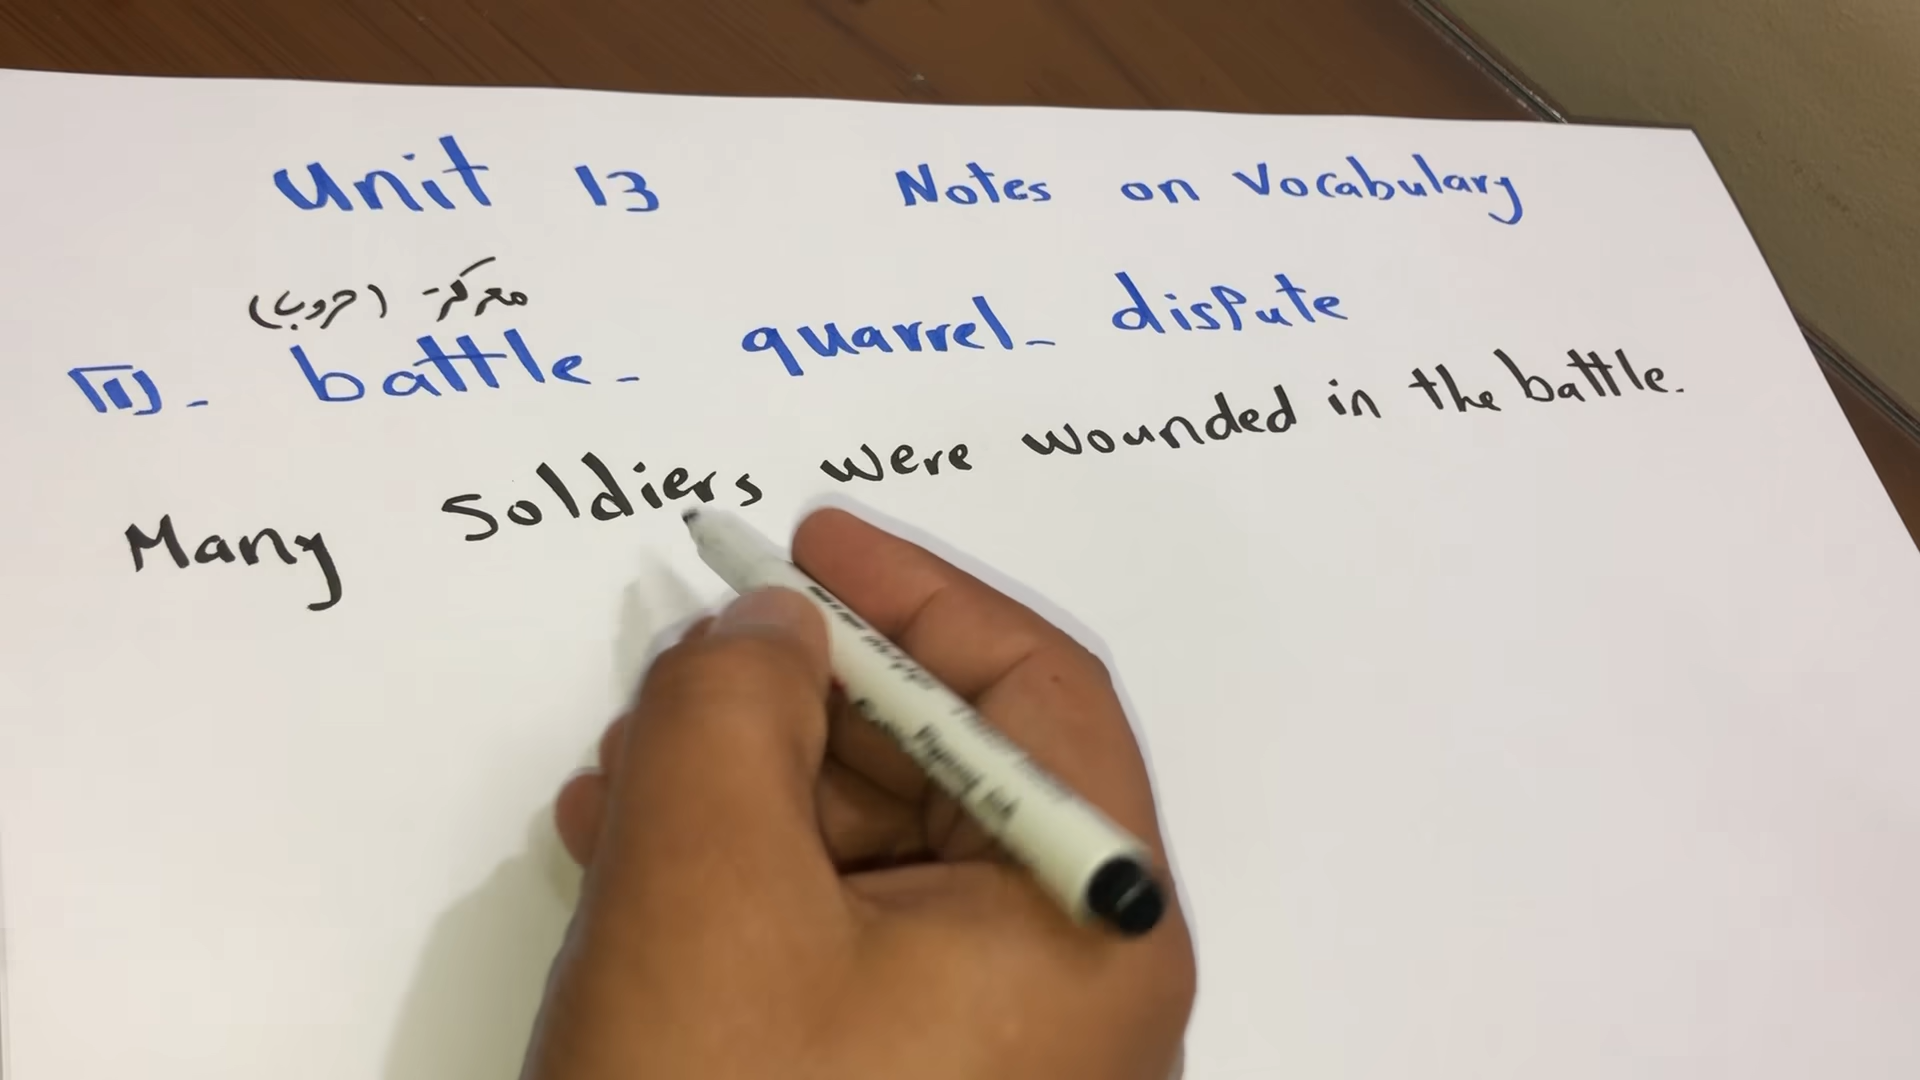 Unit 13 Notes on Vocabulary
معركة (حروب)
1 - battle - quarrel - dispute
Many Soldiers were wounded in the battle.